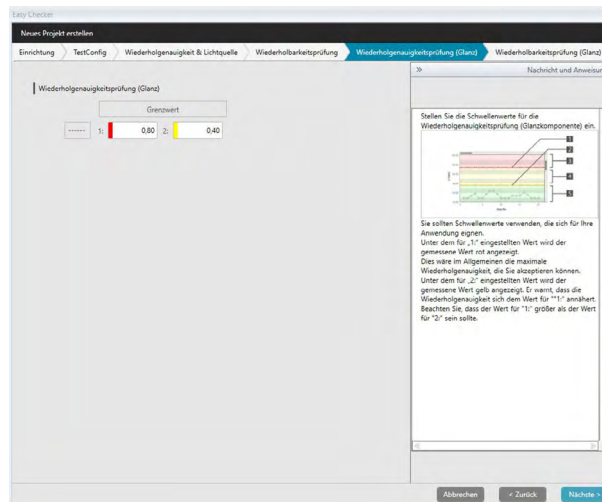 Easy Checker
Neues Projekt erstellen
Einrichtung TestConfig Wiederholgenauigkeit & Lichtquelle Wiederholbarkeitsprüfung Wiederholgenauigkeitsprüfung (Glanz) Wiederholbarkeitsprüfung (Glanz)
» Nachricht und Anweisun
Wiederholgenauigkeitsprüfung (Glanz)
Grenzwert
------ 1: 0,80 2: 0,40
Stellen Sie die Schwellenwerte für die
Wiederholgenauigkeitsprüfung (Glanzkomponente) ein.
1
2
3
4
5
Sie sollten Schwellenwerte verwenden, die sich für Ihre
Anwendung eignen.
Unter dem für „1:" eingestellten Wert wird der
gemessene Wert rot angezeigt.
Dies wäre im Allgemeinen die maximale
Wiederholgenauigkeit, die Sie akzeptieren können.
Unter dem für „2:" eingestellten Wert wird der
gemessene Wert gelb angezeigt. Er warnt, dass die
Wiederholgenauigkeit sich dem Wert für ""1:" annähert.
Beachten Sie, dass der Wert für "1:" größer als der Wert
für "2:" sein sollte.
Abbrechen < Zurück Nächste >